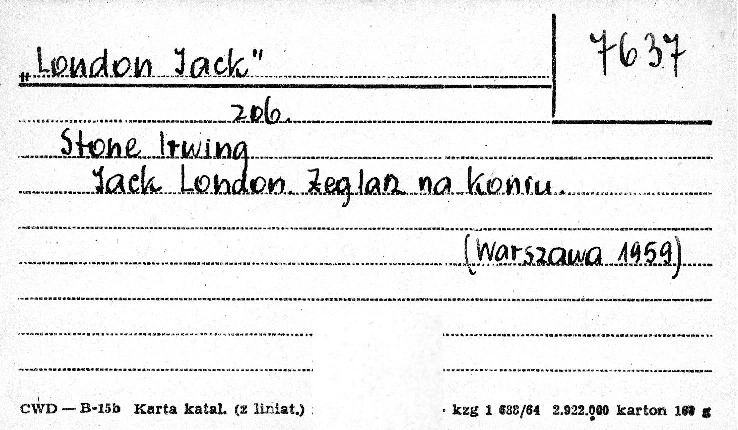 „London Jack"
7637
zob.
Stone Irwing
Jack London. Żeglarz na koniu.
(Warszawa 1959)
CWD — B-15b Karta katal. (z liniat.) kzg 1 688/64 2.922.000 karton 160 g